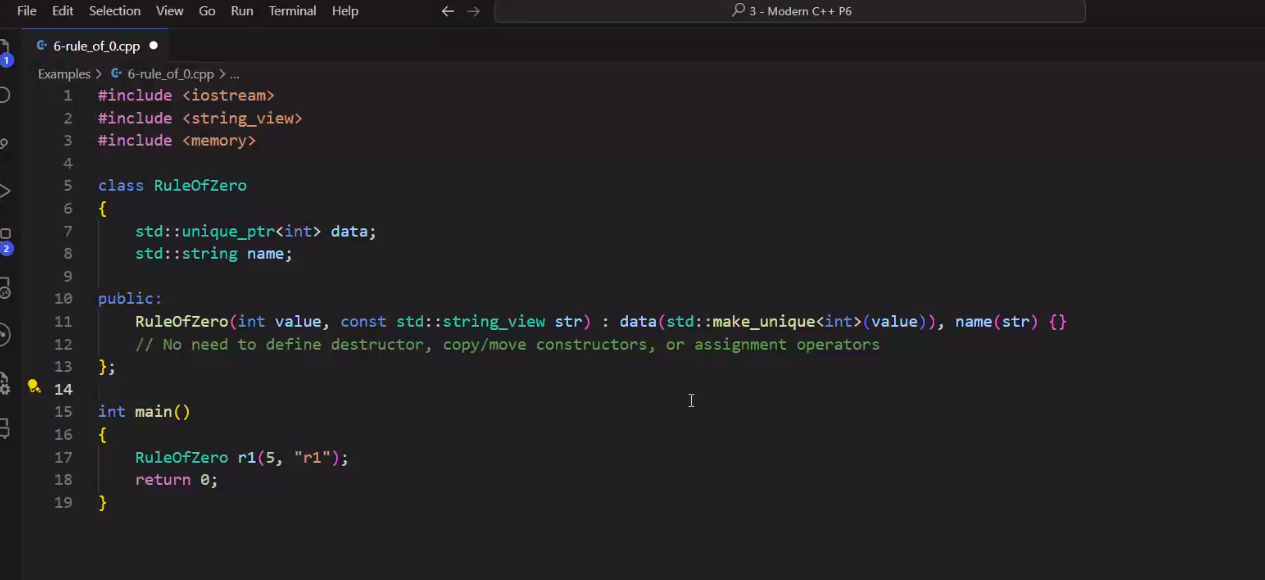 File Edit Selection View Go Run Terminal Help ← → 3 - Modern C++ P6
6-rule_of_0.cpp
Examples > 6-rule_of_0.cpp > ...
1 #include <iostream>
2 #include <string_view>
3 #include <memory>
4
5 class RuleOfZero
6 {
7 std::unique_ptr<int> data;
8 std::string name;
9
10 public:
11 RuleOfZero(int value, const std::string_view str) : data(std::make_unique<int>(value)), name(str) {}
12 // No need to define destructor, copy/move constructors, or assignment operators
13 };
14
15 int main()
16 {
17 RuleOfZero r1(5, "r1");
18 return 0;
19 }
1
2